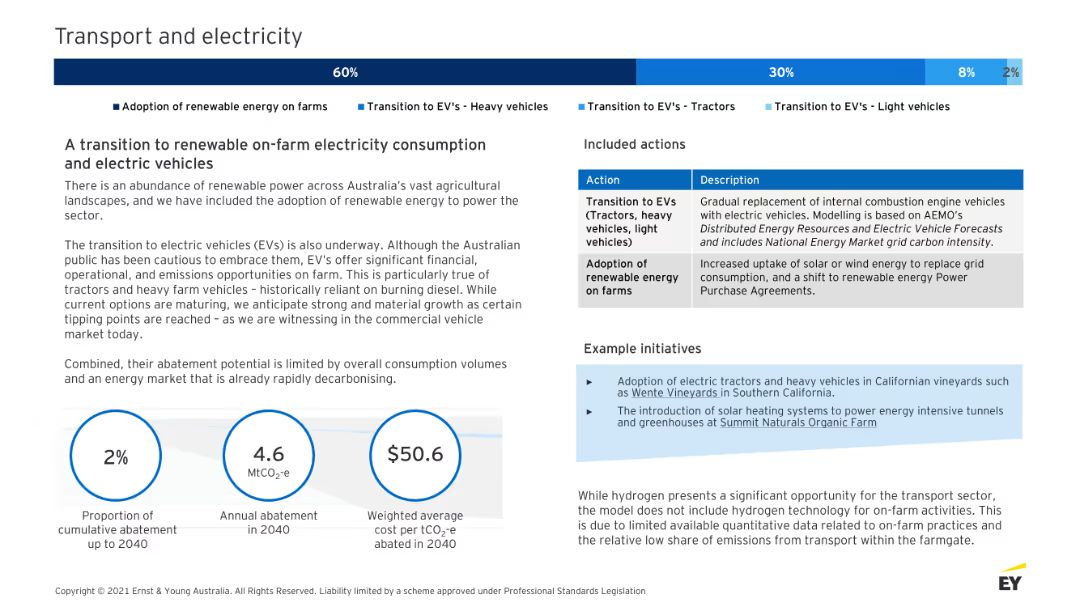 Transport and electricity
60%
30%
8%
2%
Adoption of renewable energy on farms
Transition to EV's - Heavy vehicles
Transition to EV's - Tractors
Transition to EV's - Light vehicles
A transition to renewable on-farm electricity consumption
and electric vehicles
There is an abundance of renewable power across Australia's vast agricultural
landscapes, and we have included the adoption of renewable energy to power the
sector.
The transition to electric vehicles (EVs) is also underway. Although the Australian
public has been cautious to embrace them, EV's offer significant financial,
operational, and emissions opportunities on farm. This is particularly true of
tractors and heavy farm vehicles – historically reliant on burning diesel. While
current options are maturing, we anticipate strong and material growth as certain
tipping points are reached – as we are witnessing in the commercial vehicle
market today.
Combined, their abatement potential is limited by overall consumption volumes
and an energy market that is already rapidly decarbonising.
2%
Proportion of
cumulative abatement
up to 2040
4.6
MtCO₂-e
Annual abatement
in 2040
$50.6
Weighted average
cost per tCO₂-e
abated in 2040
Included actions
Action
Description
Transition to EVs
(Tractors, heavy
vehicles, light
vehicles)
Gradual replacement of internal combustion engine vehicles
with electric vehicles. Modelling is based on AEMO's
Distributed Energy Resources and Electric Vehicle Forecasts
and includes National Energy Market grid carbon intensity.
Adoption of
renewable energy
on farms
Increased uptake of solar or wind energy to replace grid
consumption, and a shift to renewable energy Power
Purchase Agreements.
Example initiatives
► Adoption of electric tractors and heavy vehicles in Californian vineyards such
as Wente Vineyards in Southern California.
► The introduction of solar heating systems to power energy intensive tunnels
and greenhouses at Summit Naturals Organic Farm
While hydrogen presents a significant opportunity for the transport sector,
the model does not include hydrogen technology for on-farm activities. This
is due to limited available quantitative data related to on-farm practices and
the relative low share of emissions from transport within the farmgate.
Copyright © 2021 Ernst & Young Australia. All Rights Reserved. Liability limited by a scheme approved under Professional Standards Legislation
EY